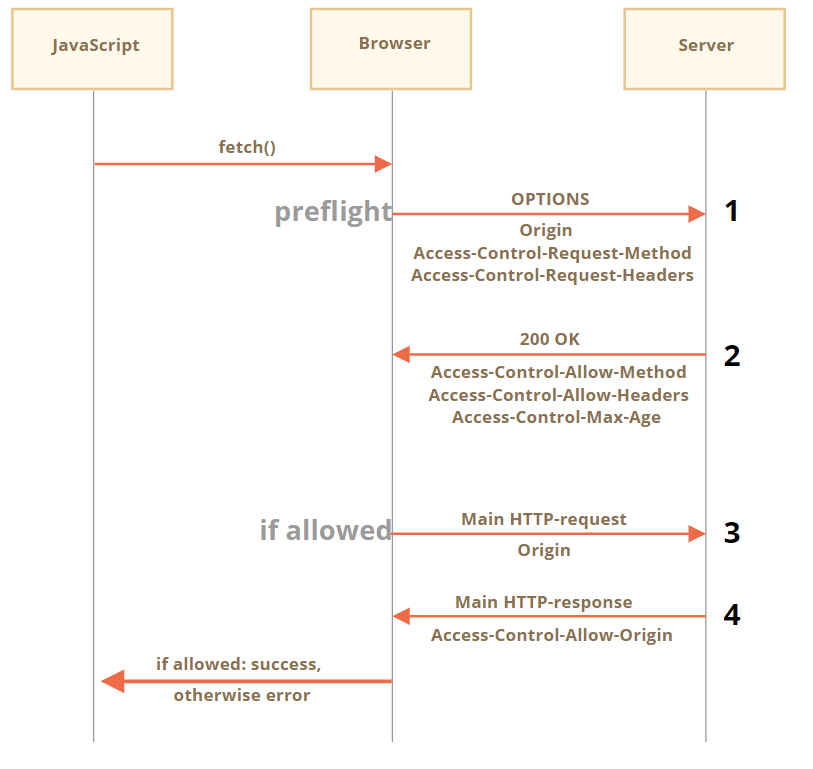 JavaScript
Browser
Server
fetch()
preflight
OPTIONS
1
Origin
Access-Control-Request-Method
Access-Control-Request-Headers
200 OK
2
Access-Control-Allow-Method
Access-Control-Allow-Headers
Access-Control-Max-Age
if allowed
Main HTTP-request
3
Origin
Main HTTP-response
4
Access-Control-Allow-Origin
if allowed: success,
otherwise error